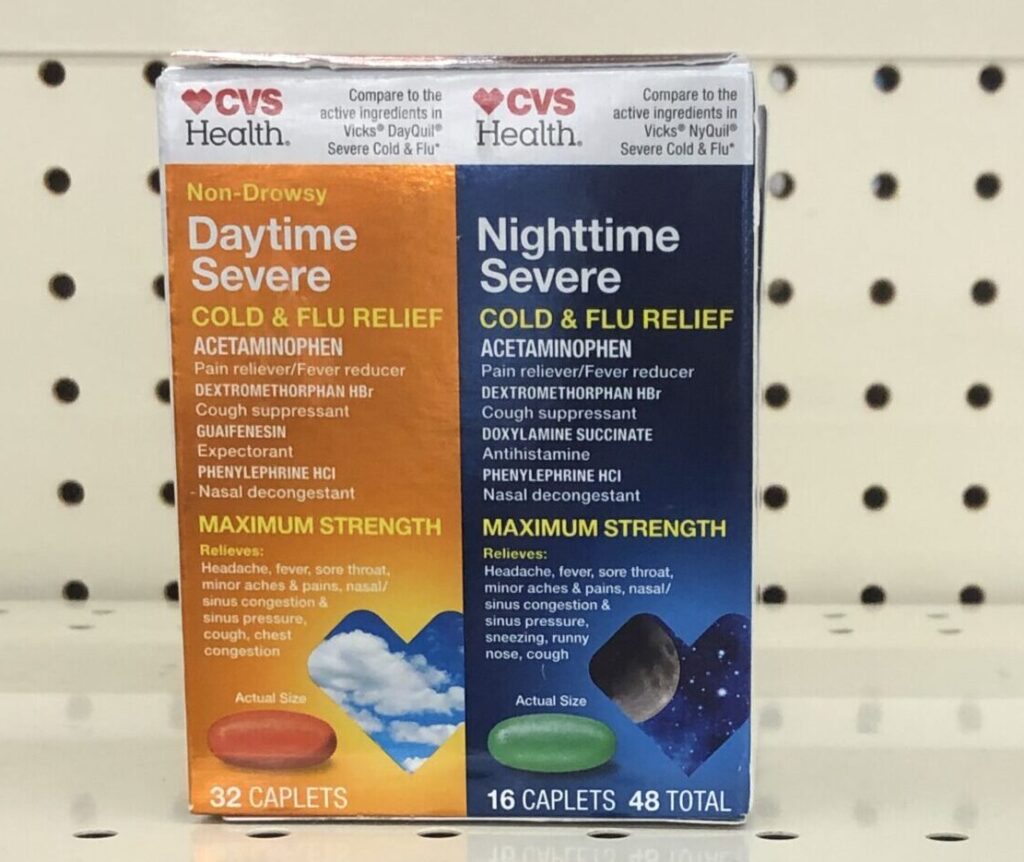 CVS
Health.
Compare to the
active ingredients in
Vicks® DayQuil®
Severe Cold & Flu*
Non-Drowsy
Daytime
Severe
COLD & FLU RELIEF
ACETAMINOPHEN
Pain reliever/Fever reducer
DEXTROMETHORPHAN HBr
Cough suppressant
GUAIFENESIN
Expectorant
PHENYLEPHRINE HCl
Nasal decongestant
MAXIMUM STRENGTH
Relieves:
Headache, fever, sore throat,
minor aches & pains, nasal/
sinus congestion &
sinus pressure,
cough, chest
congestion
Actual Size
32 CAPLETS
CVS
Health.
Compare to the
active ingredients in
Vicks® NyQuil®
Severe Cold & Flu*
Nighttime
Severe
COLD & FLU RELIEF
ACETAMINOPHEN
Pain reliever/Fever reducer
DEXTROMETHORPHAN HBr
Cough suppressant
DOXYLAMINE SUCCINATE
Antihistamine
PHENYLEPHRINE HCl
Nasal decongestant
MAXIMUM STRENGTH
Relieves:
Headache, fever, sore throat,
minor aches & pains, nasal/
sinus congestion &
sinus pressure,
sneezing, runny
nose, cough
Actual Size
16 CAPLETS 48 TOTAL